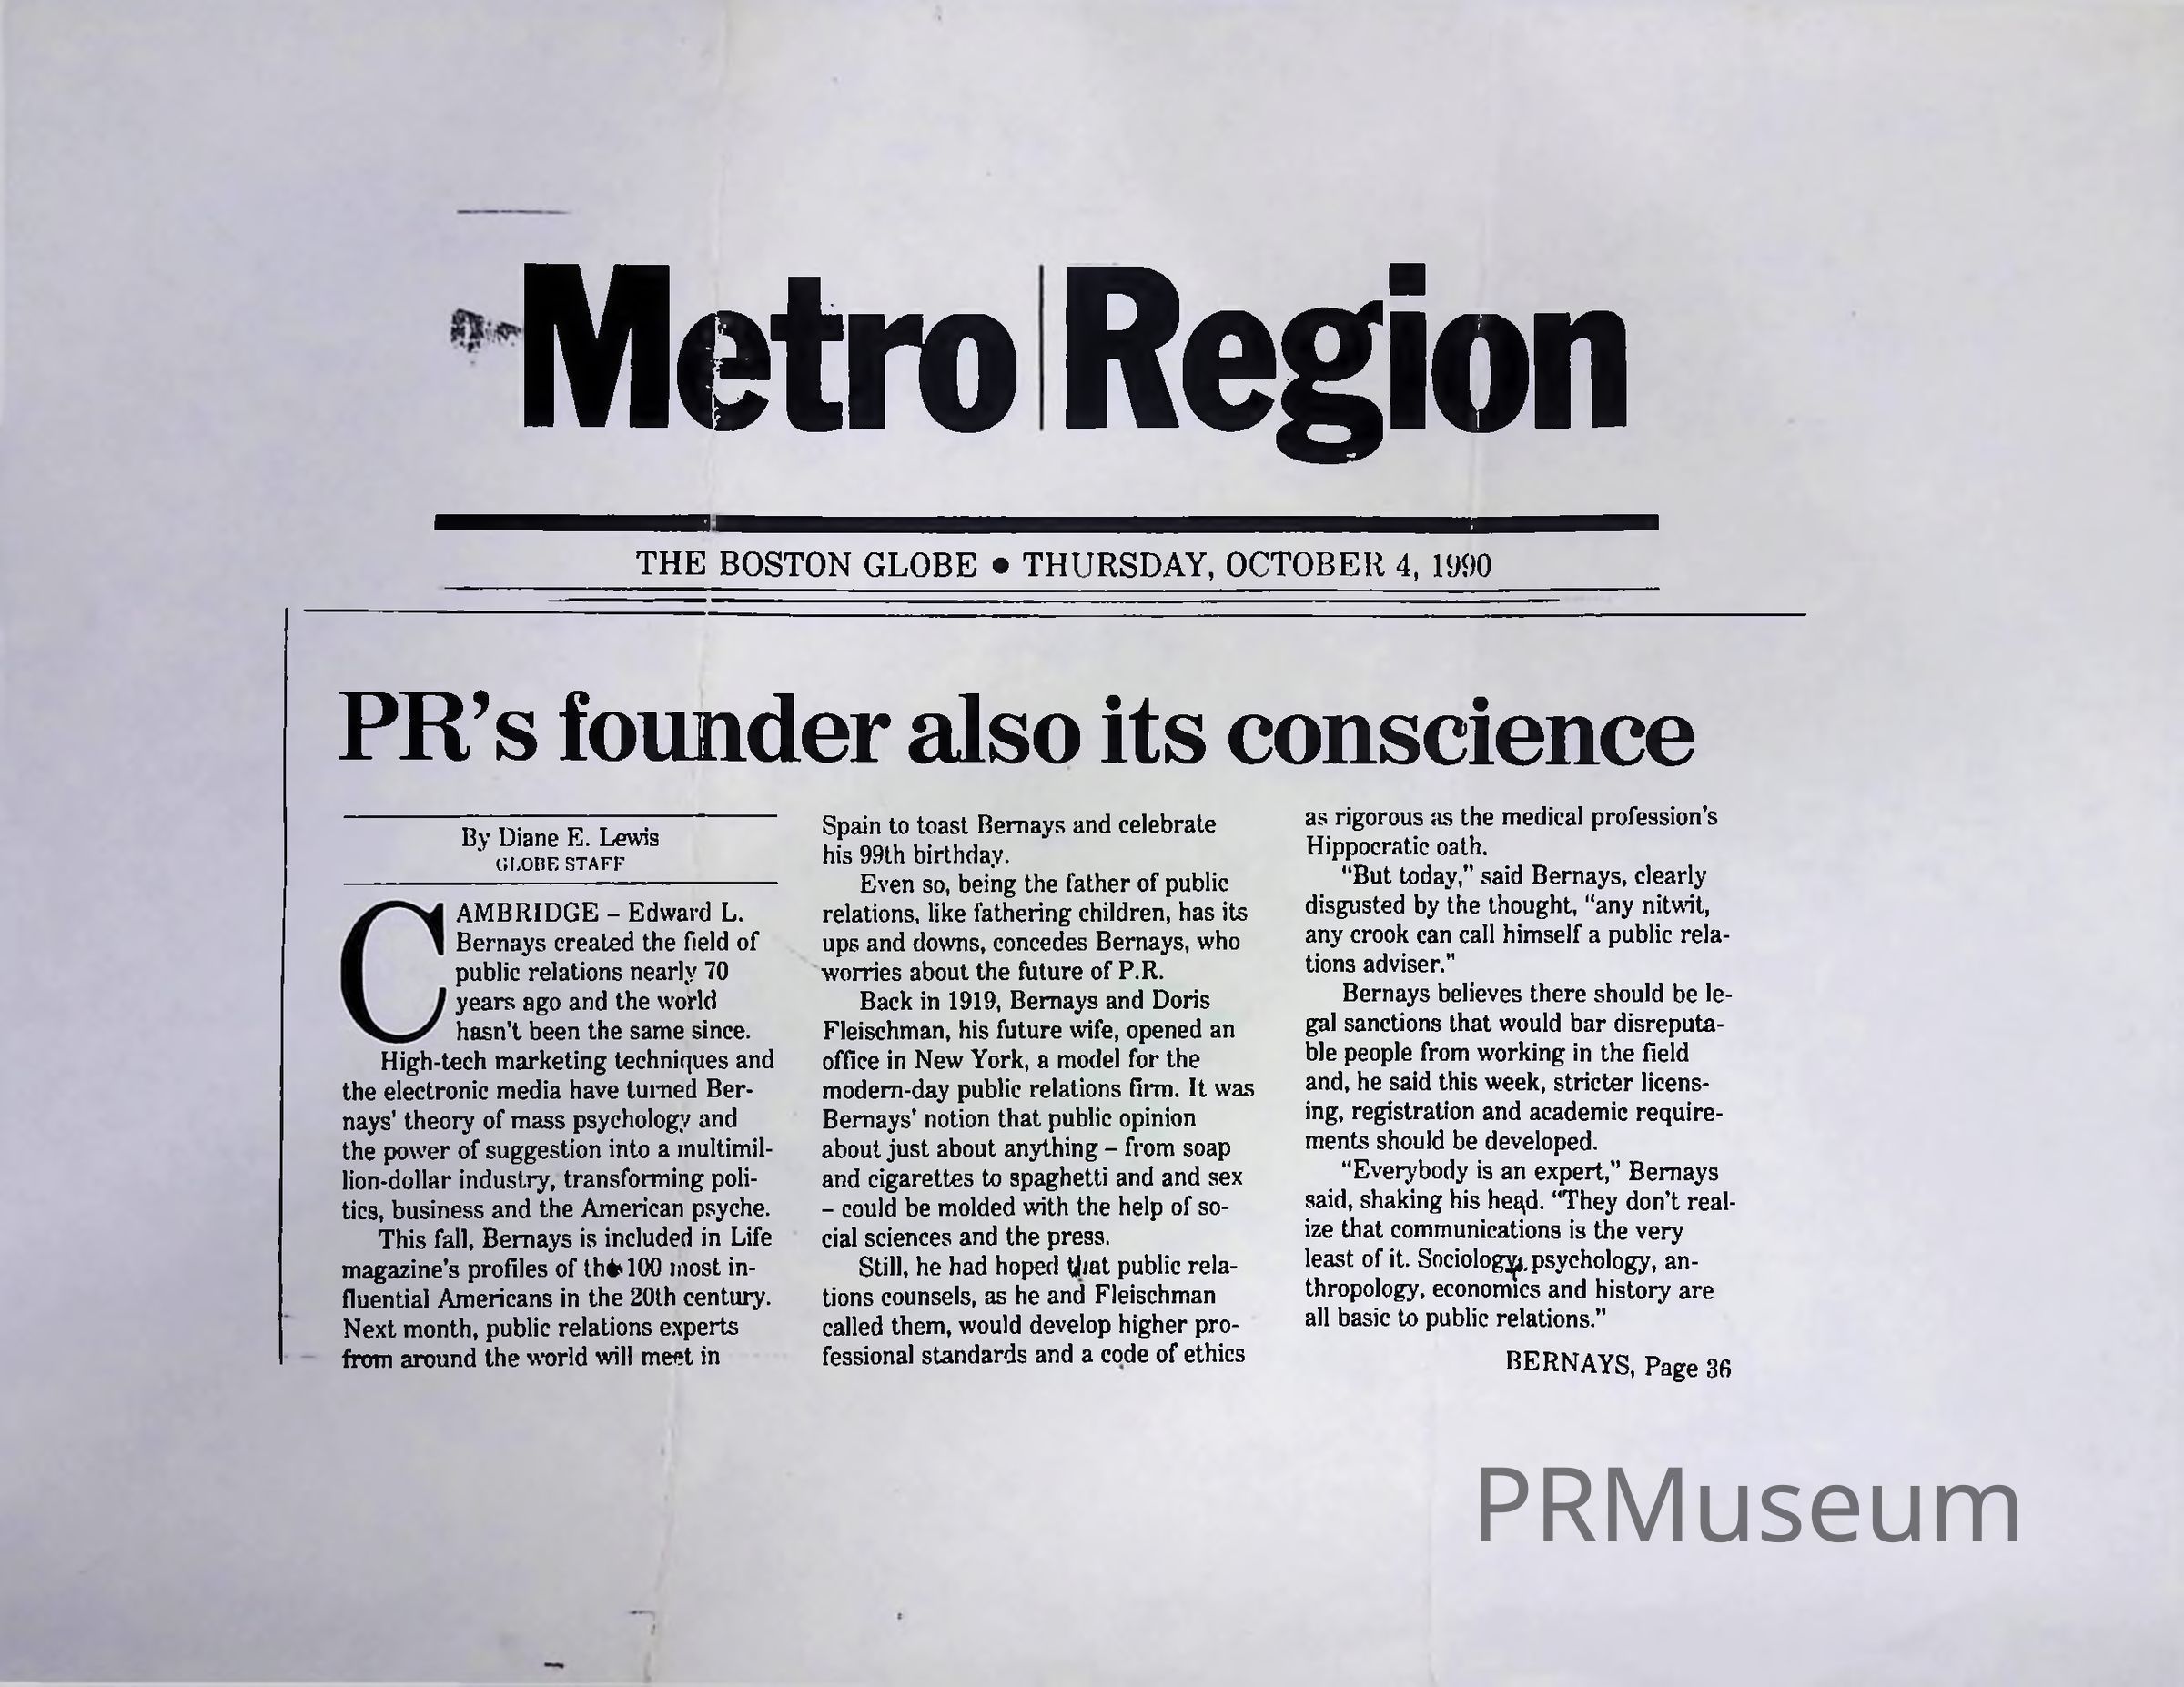 Metro Region
THE BOSTON GLOBE • THURSDAY, OCTOBER 4, 1990
PR's founder also its conscience
By Diane E. Lewis
GLOBE STAFF
CAMBRIDGE – Edward L.
Bernays created the field of
public relations nearly 70
years ago and the world
hasn't been the same since.
High-tech marketing techniques and
the electronic media have turned Ber-
nays' theory of mass psychology and
the power of suggestion into a multimil-
lion-dollar industry, transforming poli-
tics, business and the American psyche.
This fall, Bernays is included in Life
magazine's profiles of the 100 most in-
fluential Americans in the 20th century.
Next month, public relations experts
from around the world will meet in
Spain to toast Bernays and celebrate
his 99th birthday.
Even so, being the father of public
relations, like fathering children, has its
ups and downs, concedes Bernays, who
worries about the future of P.R.
Back in 1919, Bernays and Doris
Fleischman, his future wife, opened an
office in New York, a model for the
modern-day public relations firm. It was
Bernays' notion that public opinion
about just about anything – from soap
and cigarettes to spaghetti and and sex
– could be molded with the help of so-
cial sciences and the press.
Still, he had hoped that public rela-
tions counsels, as he and Fleischman
called them, would develop higher pro-
fessional standards and a code of ethics
as rigorous as the medical profession's
Hippocratic oath.
"But today," said Bernays, clearly
disgusted by the thought, "any nitwit,
any crook can call himself a public rela-
tions adviser."
Bernays believes there should be le-
gal sanctions that would bar disreputa-
ble people from working in the field
and, he said this week, stricter licens-
ing, registration and academic require-
ments should be developed.
"Everybody is an expert," Bernays
said, shaking his head. "They don't real-
ize that communications is the very
least of it. Sociology, psychology, an-
thropology, economics and history are
all basic to public relations."
BERNAYS, Page 36
PRMuseum